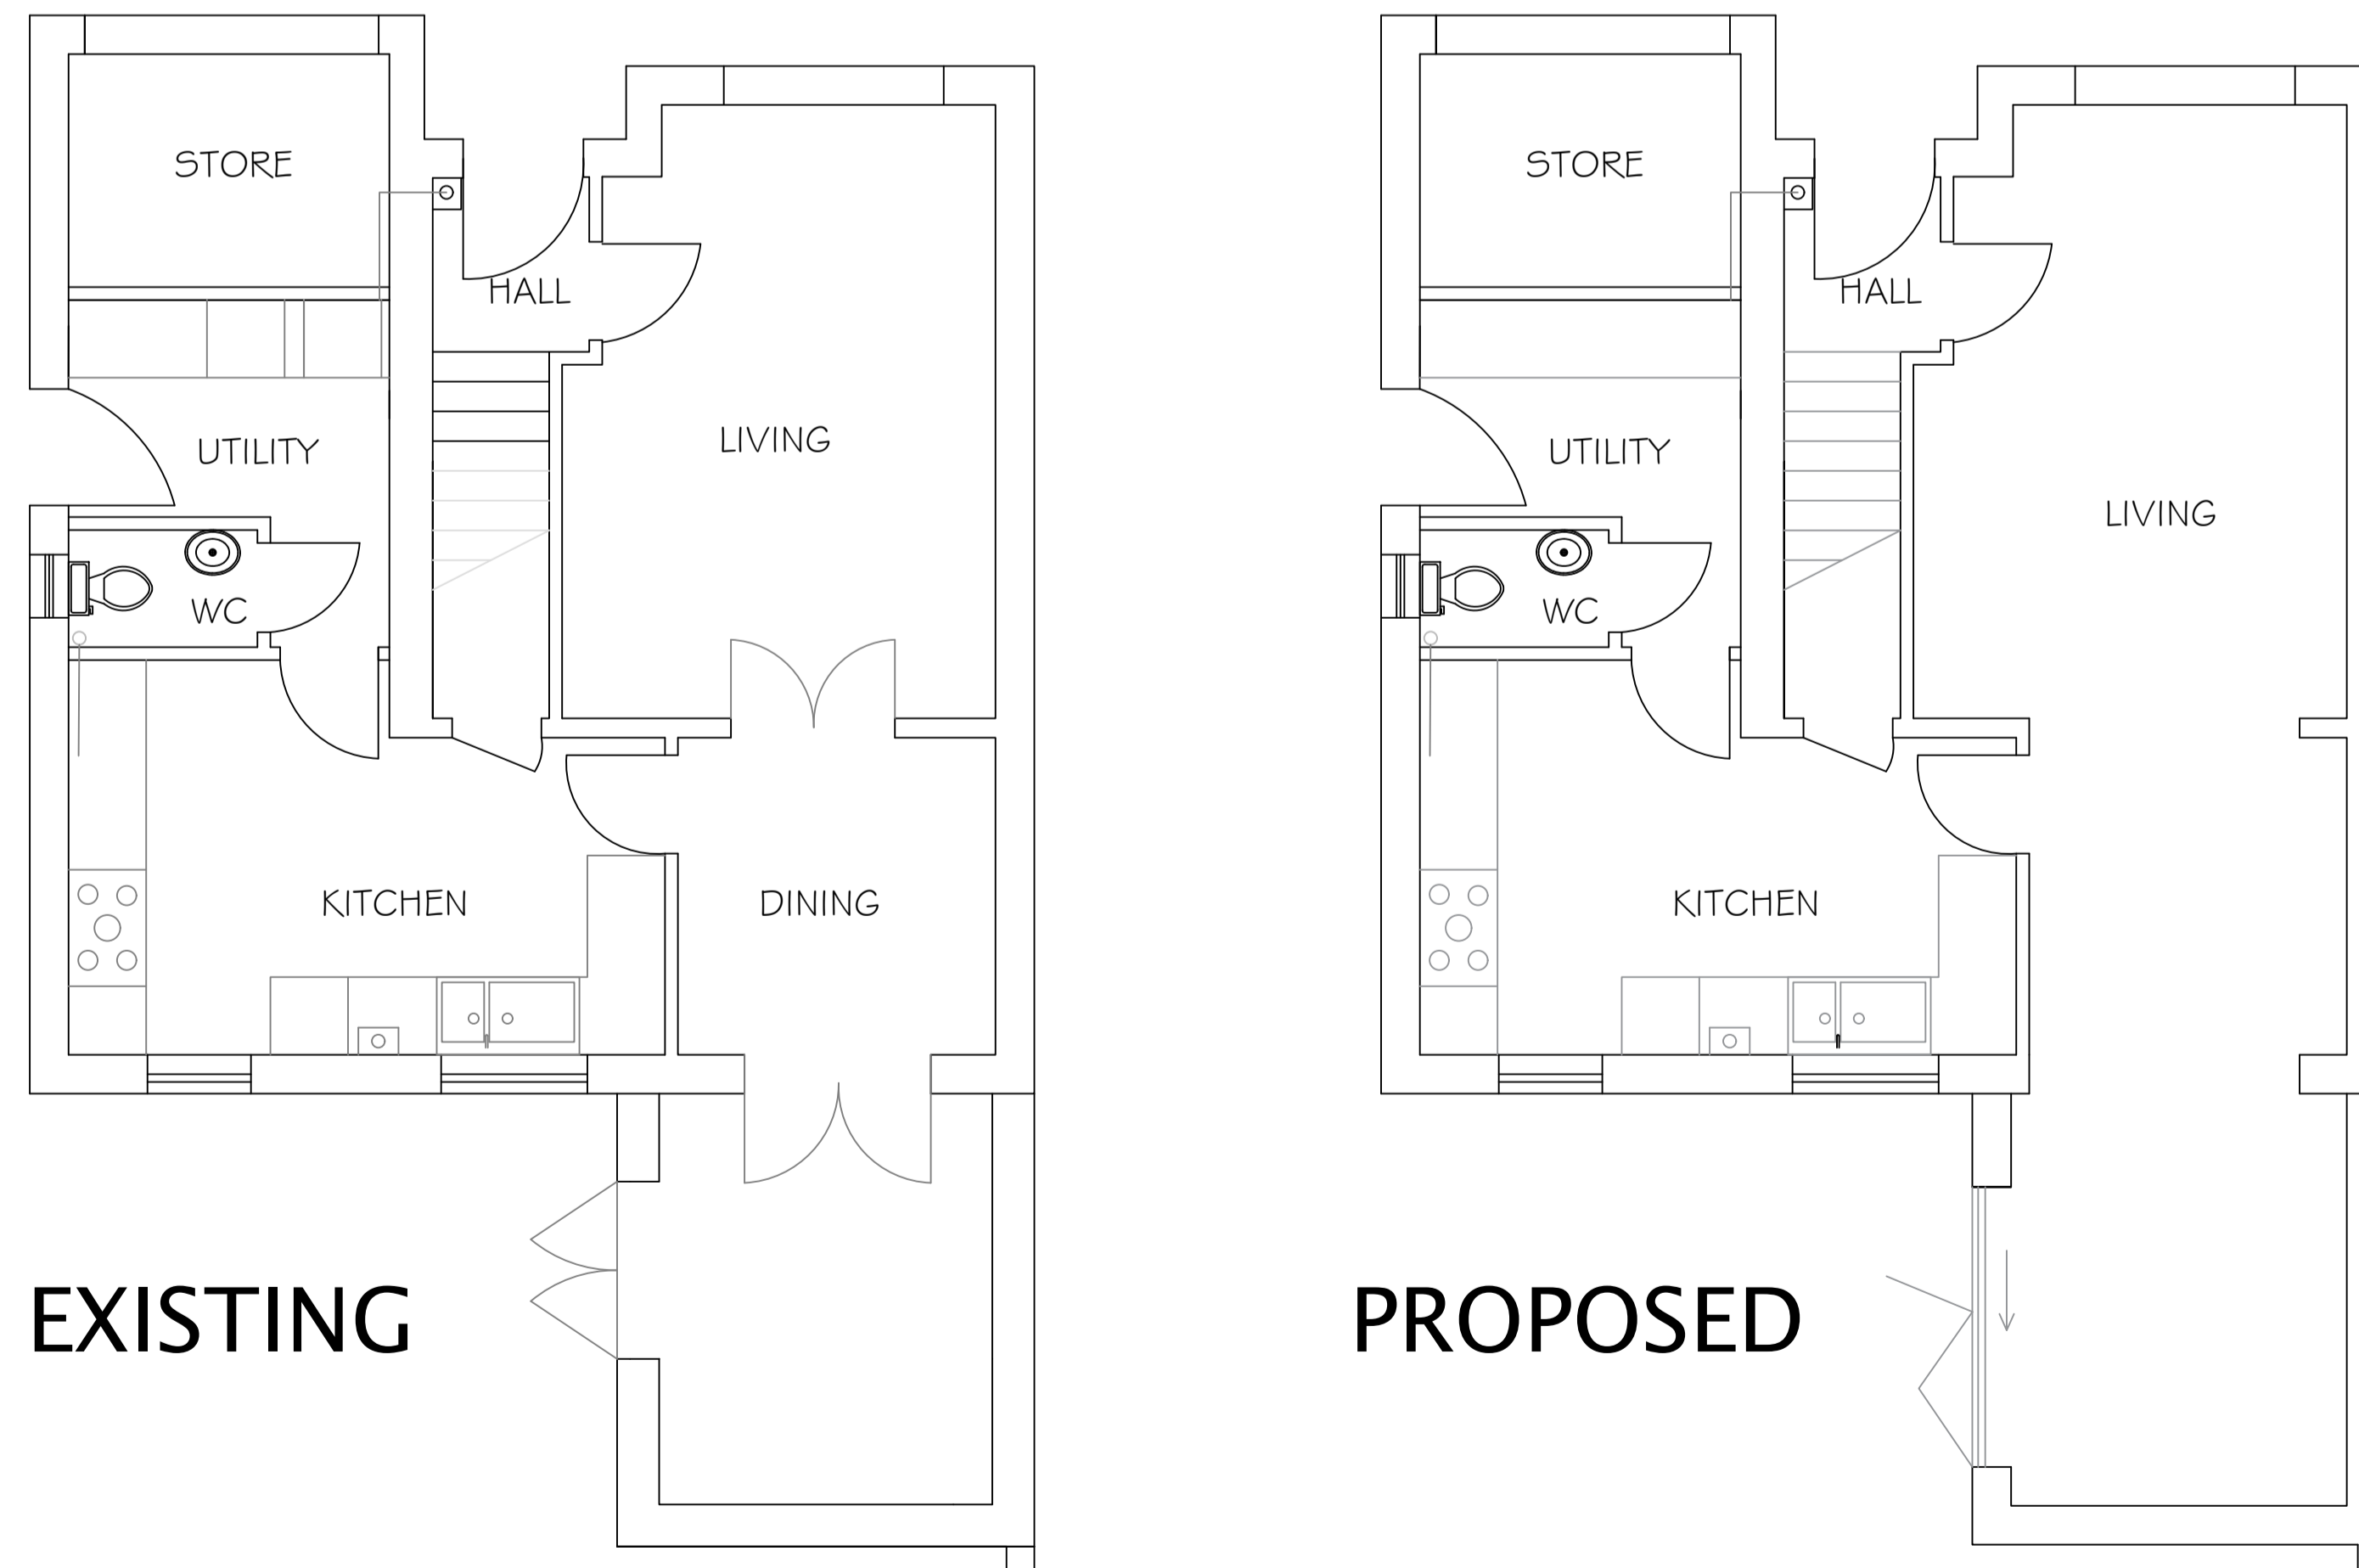 STORE
HALL
LIVING
UTILITY
WC
KITCHEN
DINING
EXISTING
STORE
HALL
UTILITY
LIVING
WC
KITCHEN
PROPOSED